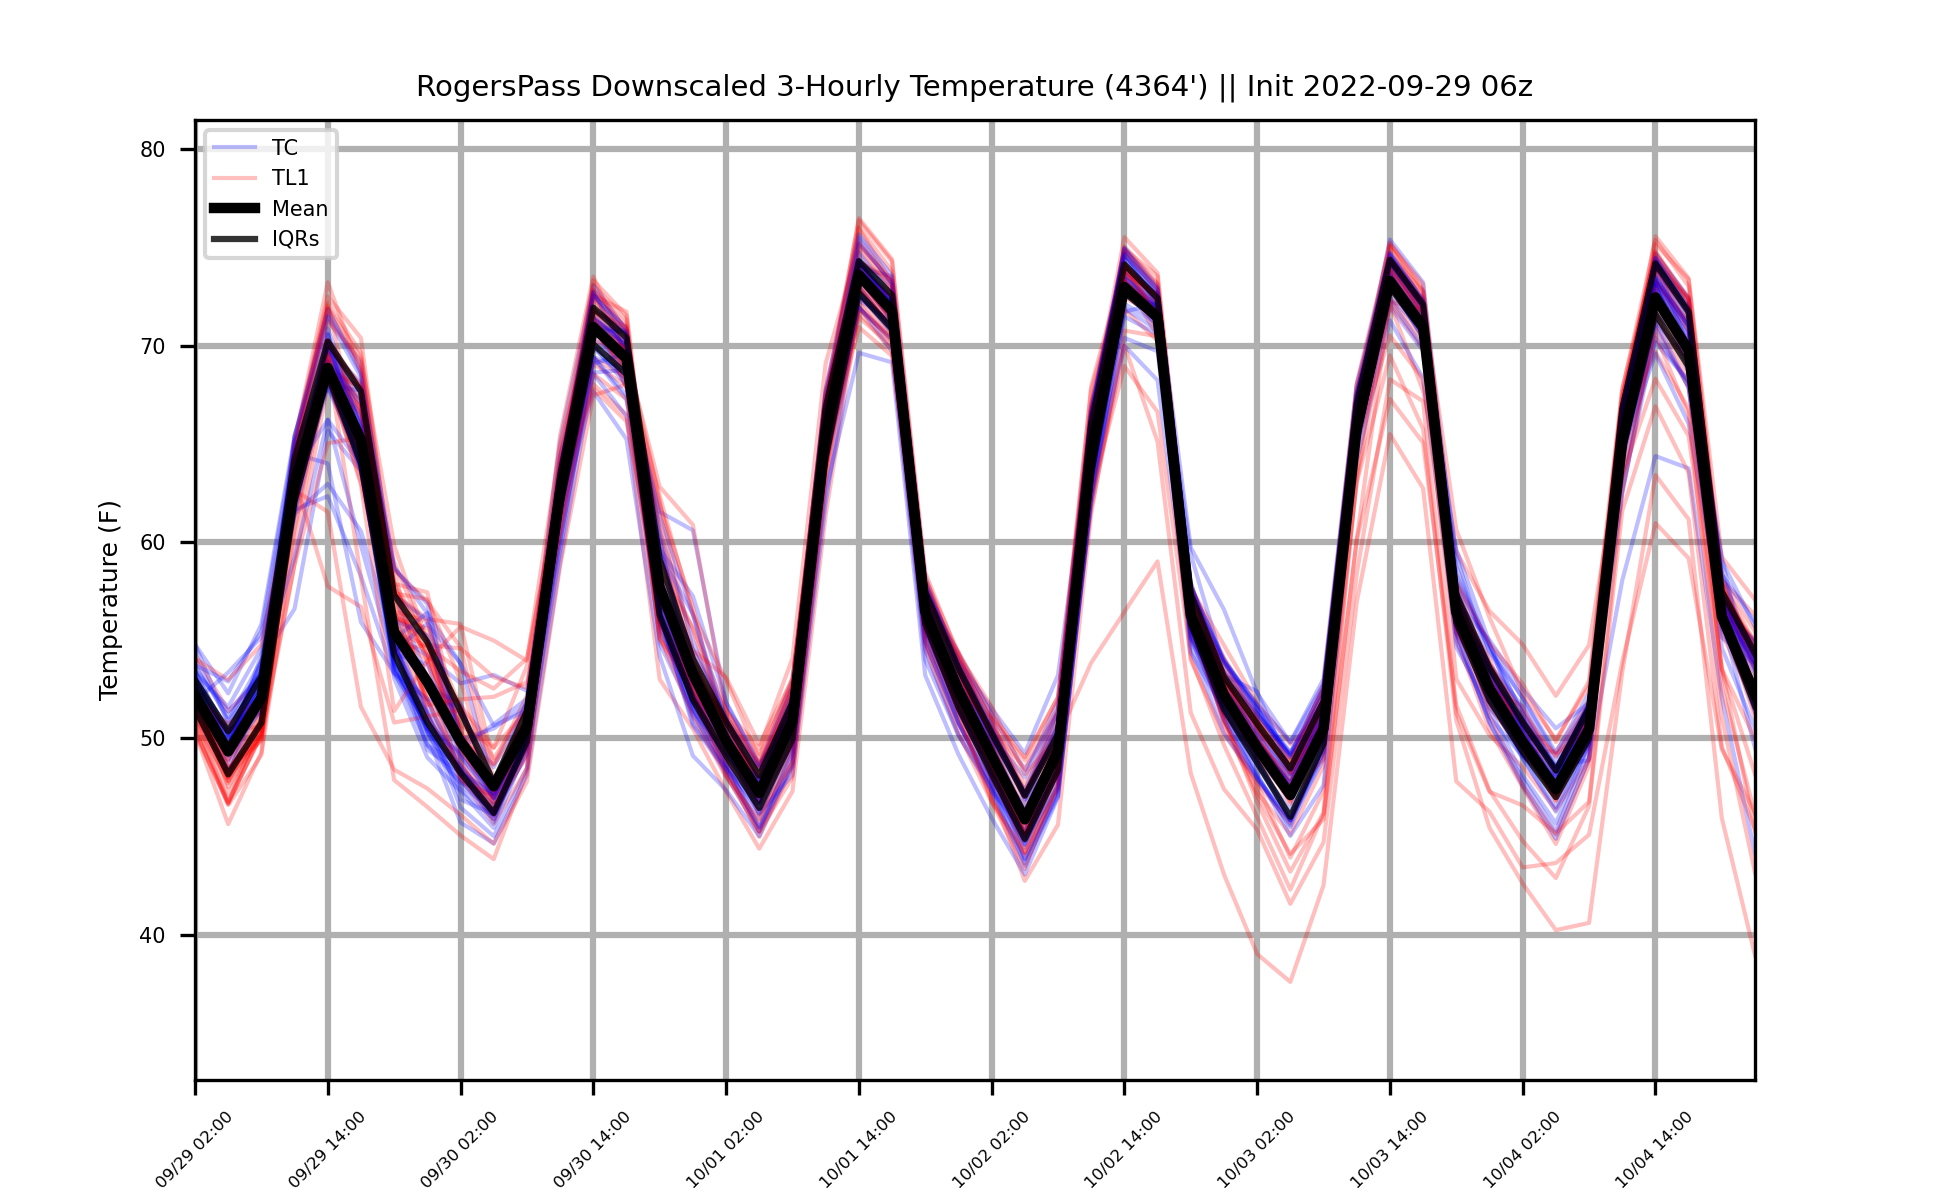 RogersPass Downscaled 3-Hourly Temperature (4364') || Init 2022-09-29 06z
TC
TL1
Mean
IQRs
Temperature (F)
80
70
60
50
40
09/29 02:00
09/29 14:00
09/30 02:00
09/30 14:00
10/01 02:00
10/01 14:00
10/02 02:00
10/02 14:00
10/03 02:00
10/03 14:00
10/04 02:00
10/04 14:00